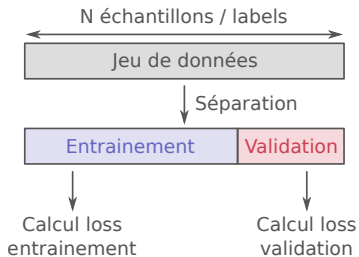 N échantillons / labels
Jeu de données
Séparation
Entrainement Validation
Calcul loss entrainement
Calcul loss validation